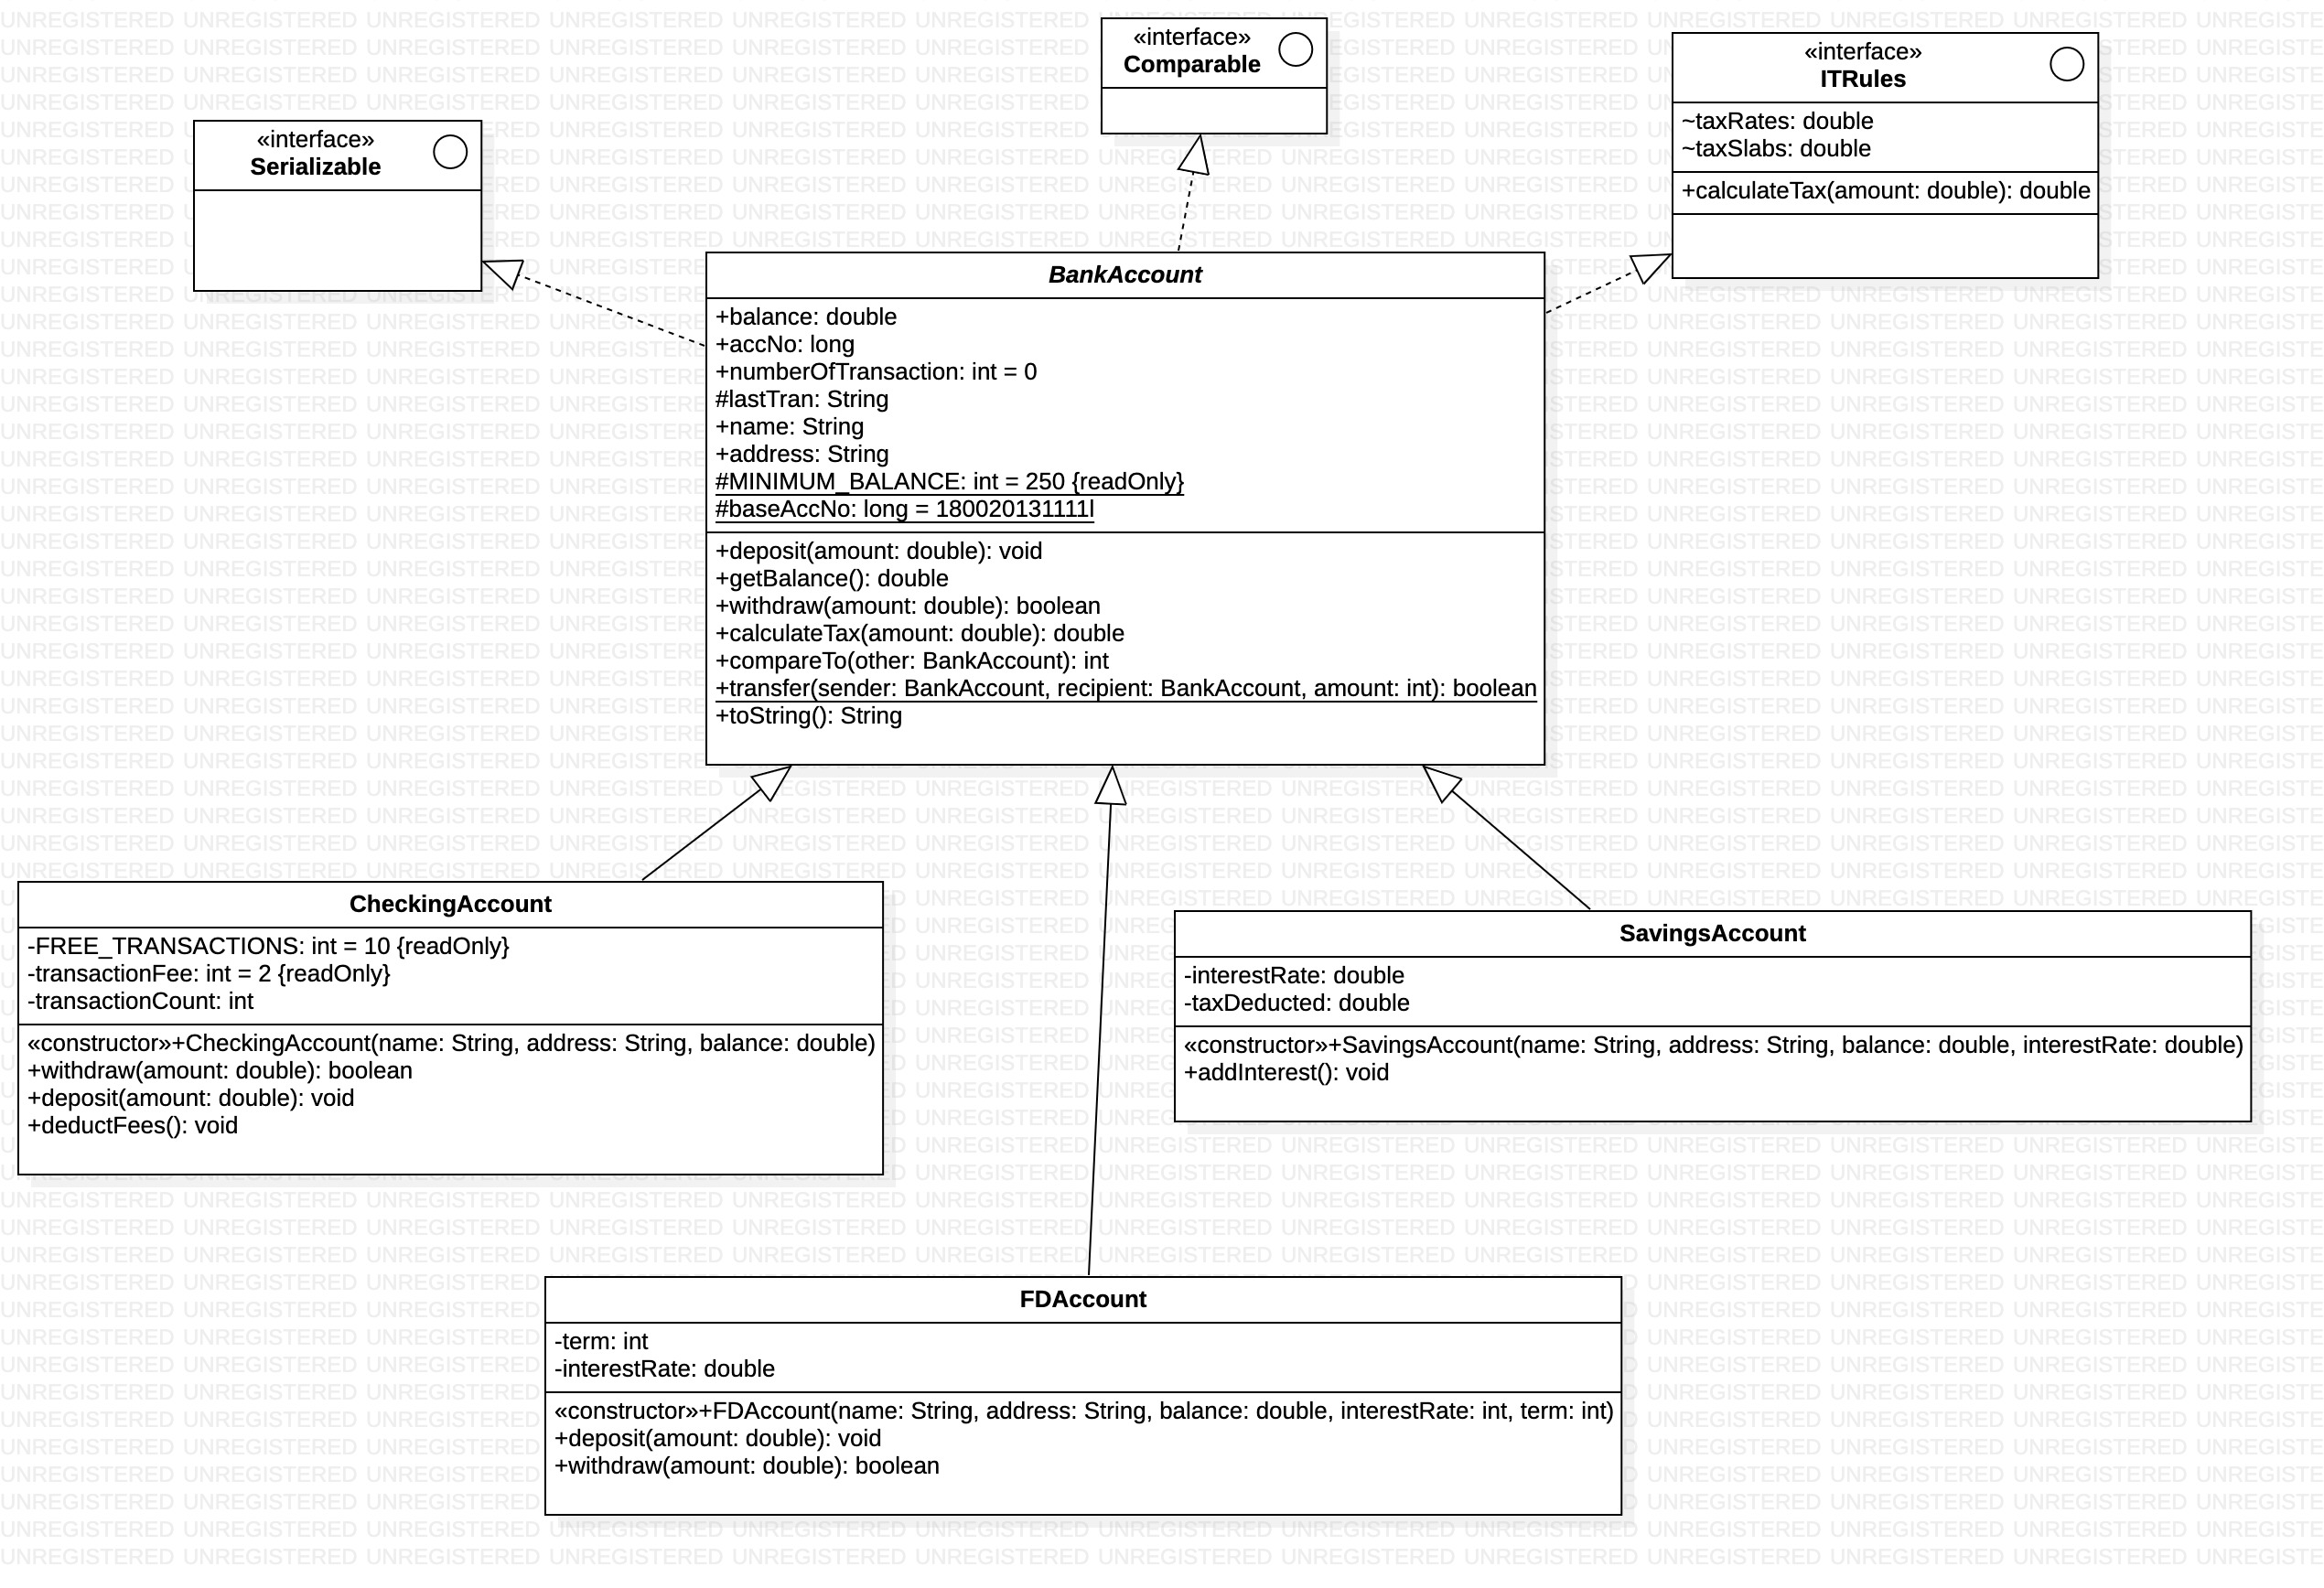 «interface»
Comparable
«interface»
ITRules
~taxRates: double
~taxSlabs: double
+calculateTax(amount: double): double
«interface»
Serializable
BankAccount
+balance: double
+accNo: long
+numberOfTransaction: int = 0
#lastTran: String
+name: String
+address: String
#MINIMUM_BALANCE: int = 250 {readOnly}
#baseAccNo: long = 180020131111l
+deposit(amount: double): void
+getBalance(): double
+withdraw(amount: double): boolean
+calculateTax(amount: double): double
+compareTo(other: BankAccount): int
+transfer(sender: BankAccount, recipient: BankAccount, amount: int): boolean
+toString(): String
CheckingAccount
-FREE_TRANSACTIONS: int = 10 {readOnly}
-transactionFee: int = 2 {readOnly}
-transactionCount: int
«constructor»+CheckingAccount(name: String, address: String, balance: double)
+withdraw(amount: double): boolean
+deposit(amount: double): void
+deductFees(): void
SavingsAccount
-interestRate: double
-taxDeducted: double
«constructor»+SavingsAccount(name: String, address: String, balance: double, interestRate: double)
+addInterest(): void
FDAccount
-term: int
-interestRate: double
«constructor»+FDAccount(name: String, address: String, balance: double, interestRate: int, term: int)
+deposit(amount: double): void
+withdraw(amount: double): boolean
UNREGISTERED